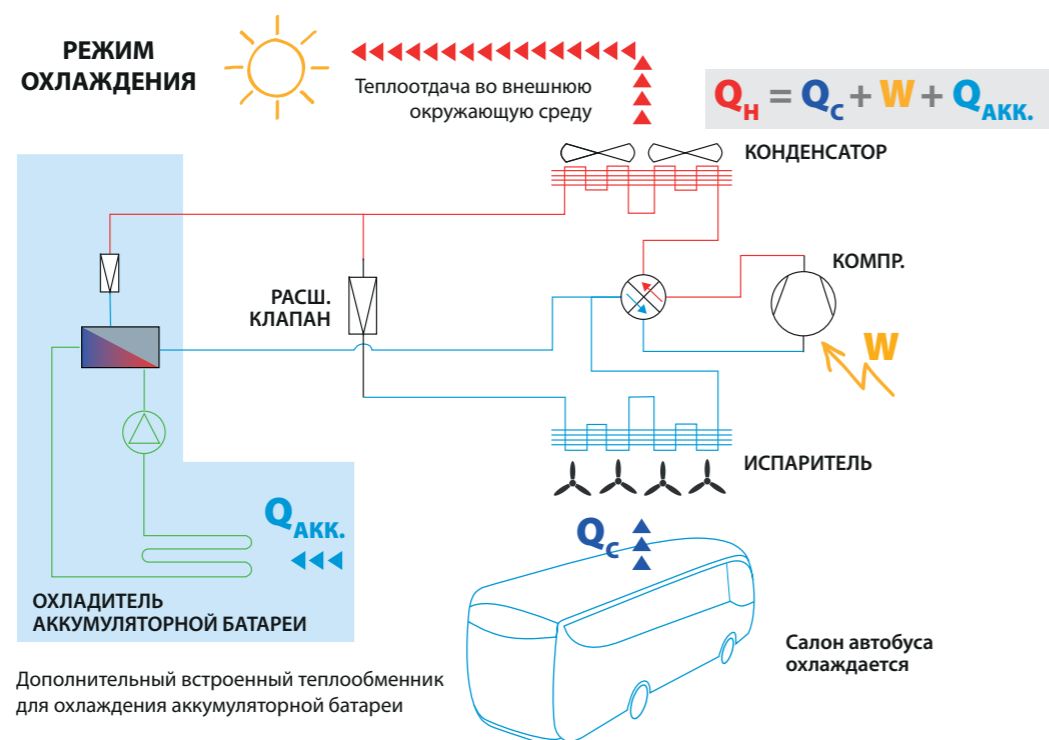 РЕЖИМ
ОХЛАЖДЕНИЯ
Теплоотдача во внешнюю
окружающую среду
Qн = Qс + W + Qакк.
КОНДЕНСАТОР
КОМПР.
РАСШ.
КЛАПАН
W
ИСПАРИТЕЛЬ
Qакк.
Qс
ОХЛАДИТЕЛЬ
АККУМУЛЯТОРНОЙ БАТАРЕИ
Салон автобуса
охлаждается
Дополнительный встроенный теплообменник
для охлаждения аккумуляторной батареи